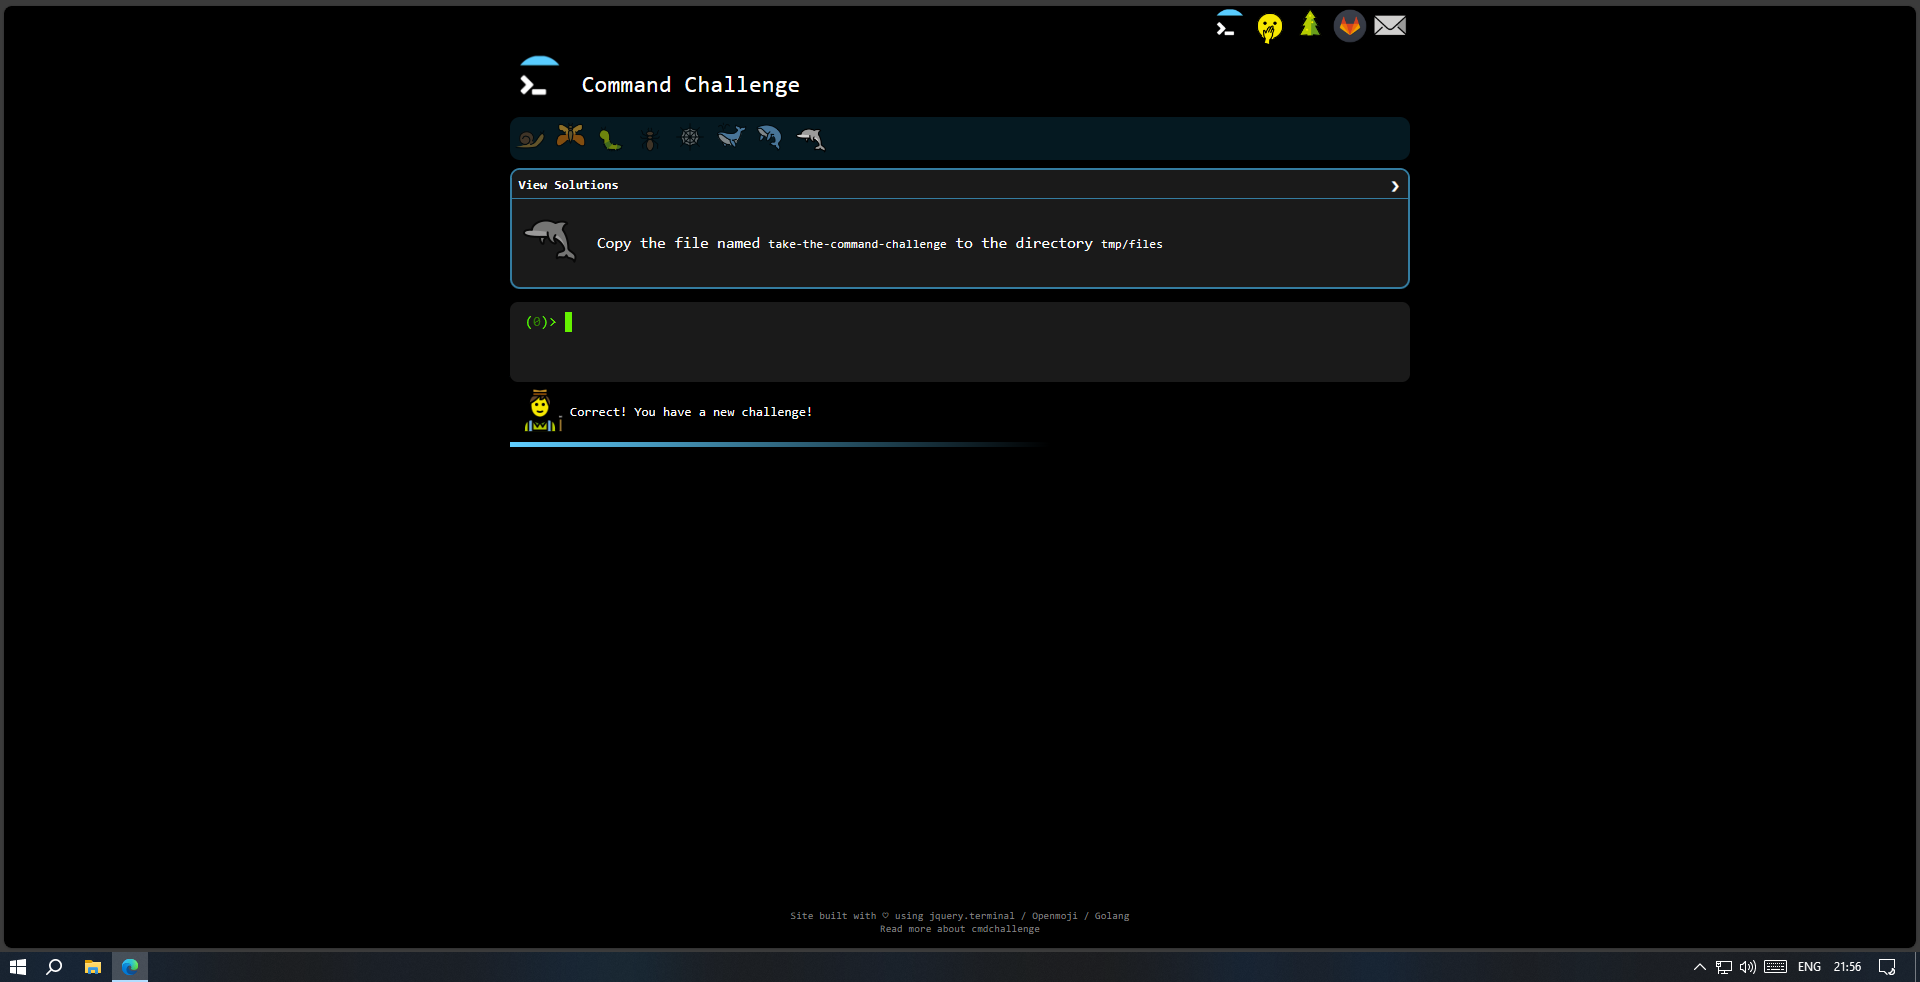 Command Challenge
View Solutions
Copy the file named take-the-command-challenge to the directory tmp/files
(0)>
Correct! You have a new challenge!
Site built with ♡ using jquery.terminal / Openmoji / Golang
Read more about cmdchallenge
ENG 21:56